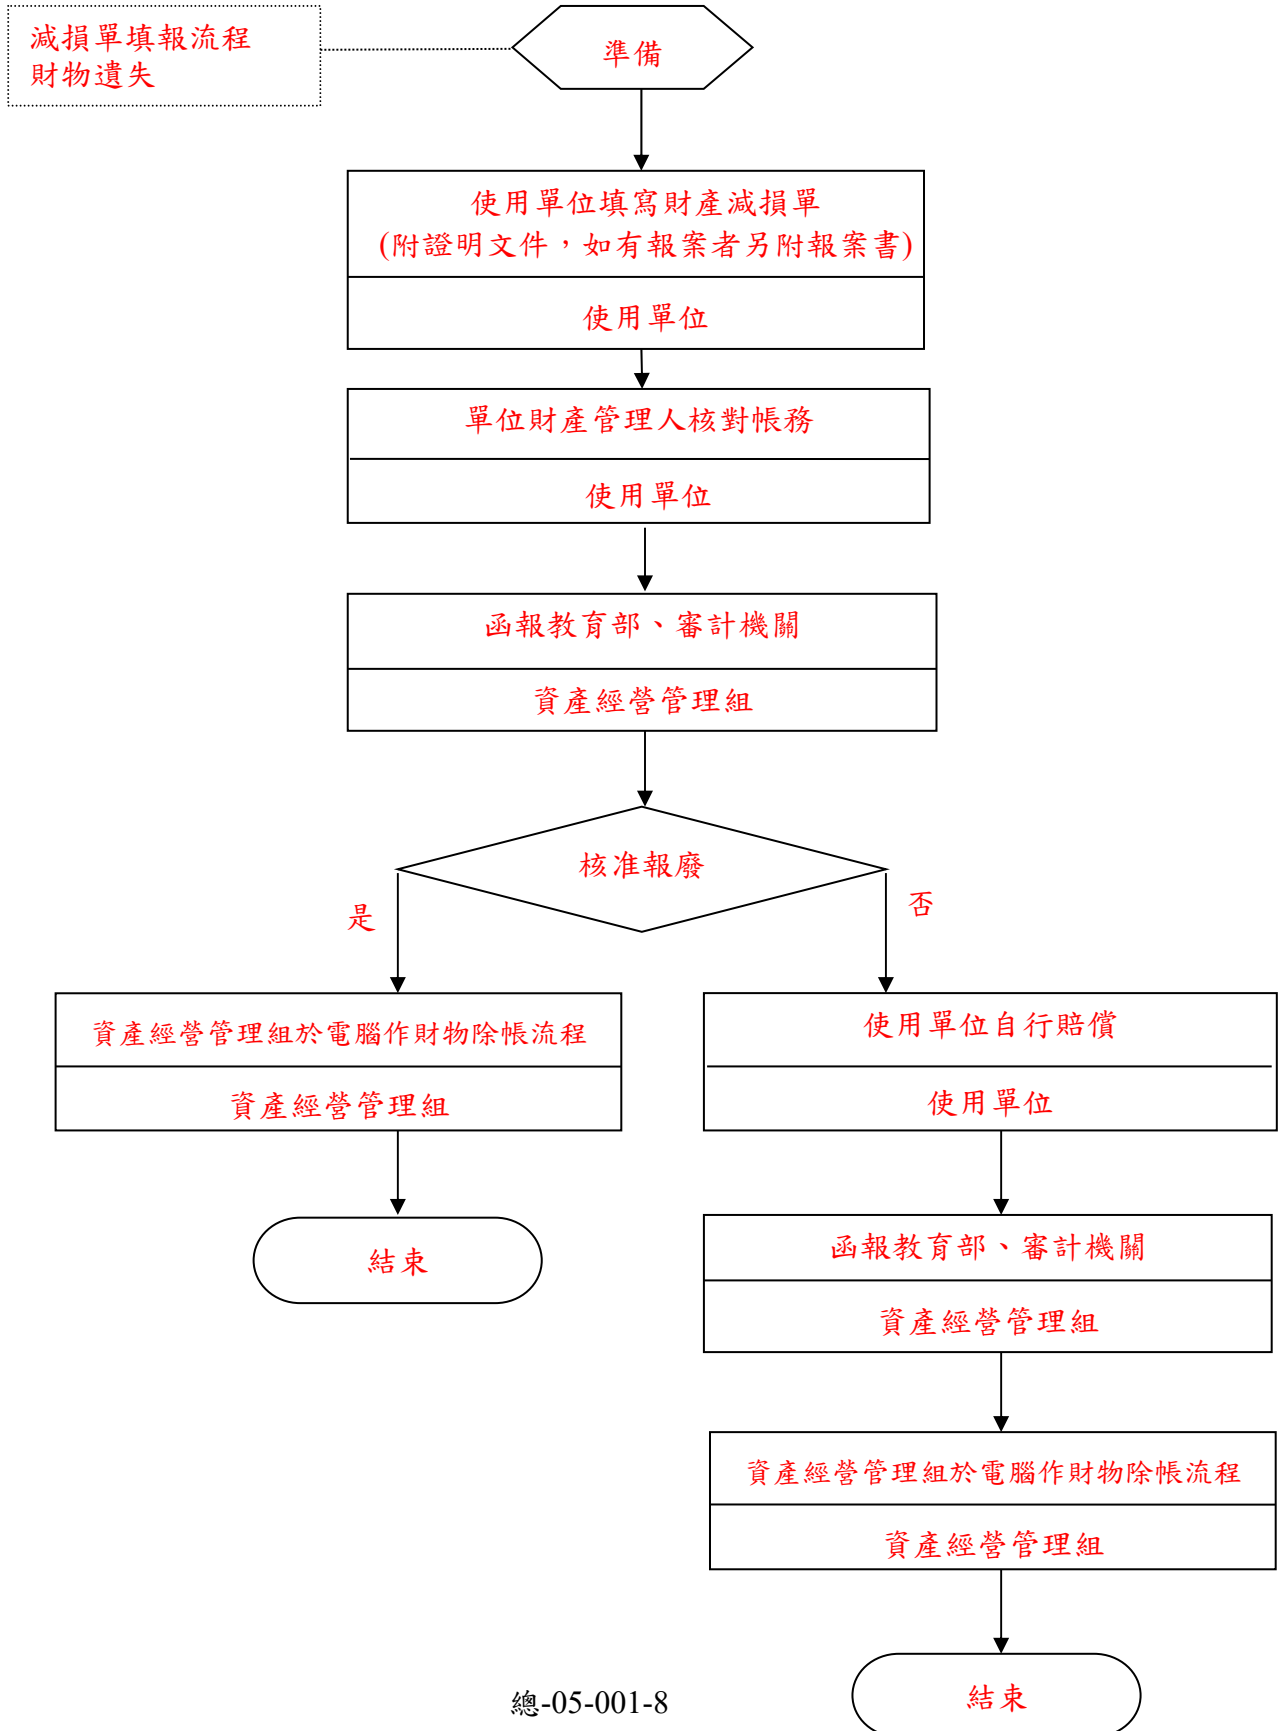 減損單填報流程
財物遺失
準備
使用單位填寫財產減損單
(附證明文件，如有報案者另附報案書)
使用單位
單位財產管理人核對帳務
使用單位
函報教育部、審計機關
資產經營管理組
核准報廢
是
否
資產經營管理組於電腦作財物除帳流程
資產經營管理組
結束
使用單位自行賠償
使用單位
函報教育部、審計機關
資產經營管理組
資產經營管理組於電腦作財物除帳流程
資產經營管理組
結束
總-05-001-8